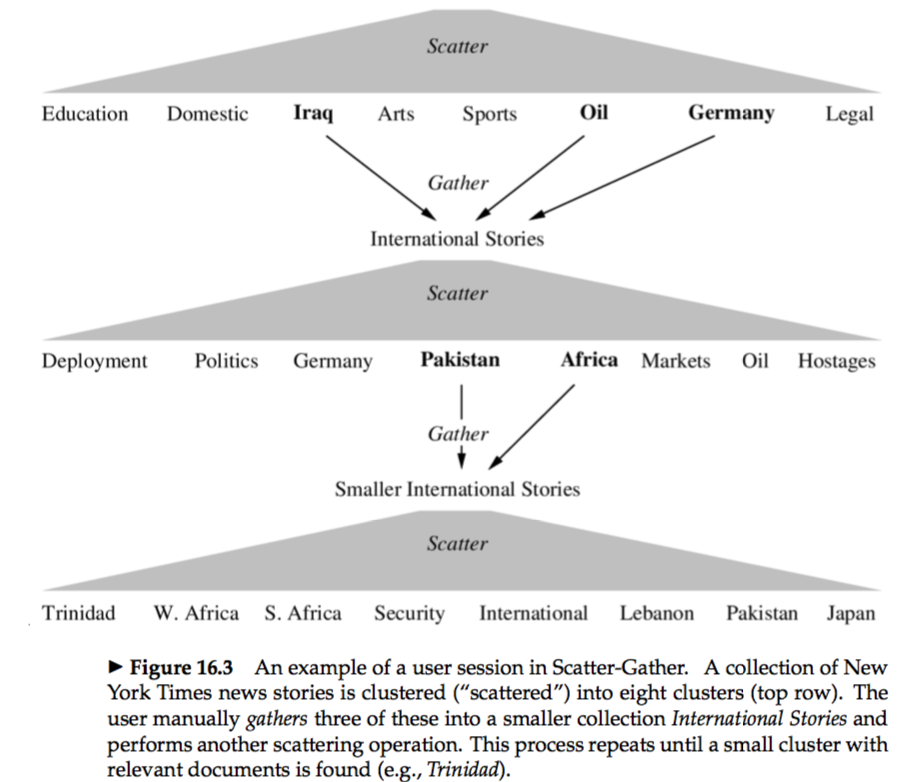 Scatter
Education Domestic Iraq Arts Sports Oil Germany Legal
Gather
International Stories
Scatter
Deployment Politics Germany Pakistan Africa Markets Oil Hostages
Gather
Smaller International Stories
Scatter
Trinidad W. Africa S. Africa Security International Lebanon Pakistan Japan
► Figure 16.3 An example of a user session in Scatter-Gather. A collection of New
York Times news stories is clustered (“scattered”) into eight clusters (top row). The
user manually gathers three of these into a smaller collection International Stories and
performs another scattering operation. This process repeats until a small cluster with
relevant documents is found (e.g., Trinidad).